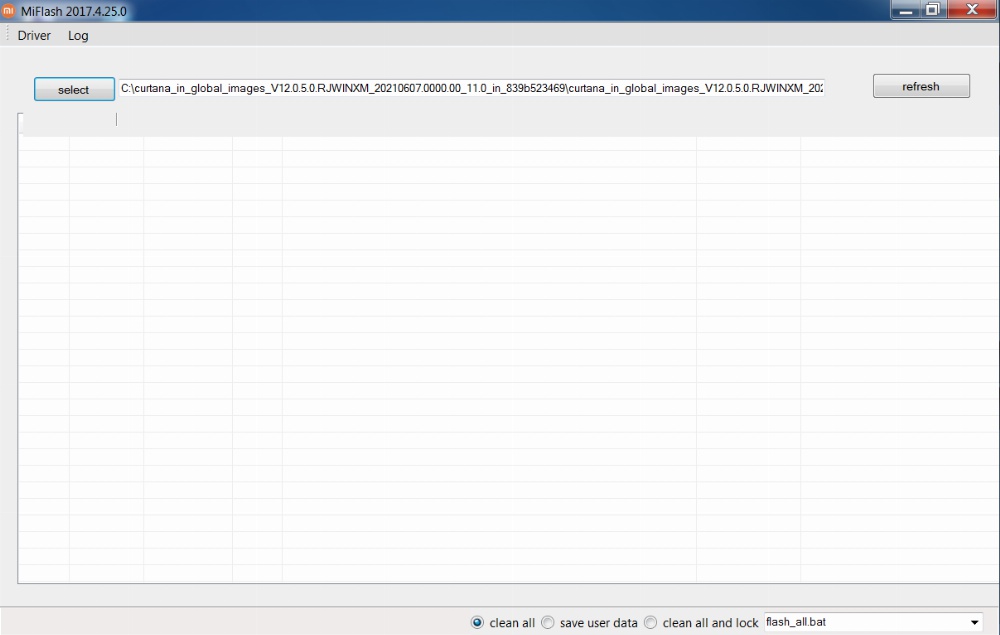 MiFlash 2017.4.25.0
Driver Log
select C:\curtana_in_global_images_V12.0.5.0.RJWINXM_20210607.0000.00_11.0_in_839b523469\curtana_in_global_images_V12.0.5.0.RJWINXM_202 refresh
clean all save user data clean all and lock flash_all.bat